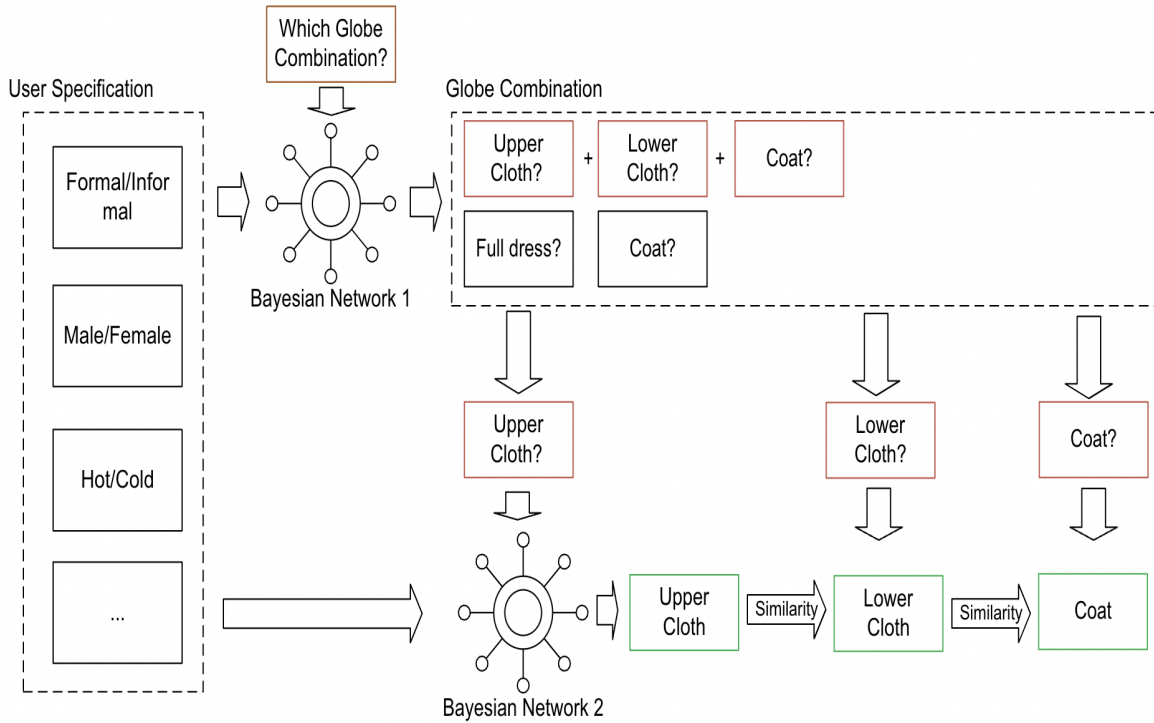 Which Globe
Combination?
User Specification
Globe Combination
Formal/Infor
mal
Male/Female
Hot/Cold
...
Bayesian Network 1
Upper
Cloth?
+
Lower
Cloth?
+
Coat?
Full dress?
Coat?
Upper
Cloth?
Lower
Cloth?
Coat?
Bayesian Network 2
Upper
Cloth
Similarity
Lower
Cloth
Similarity
Coat